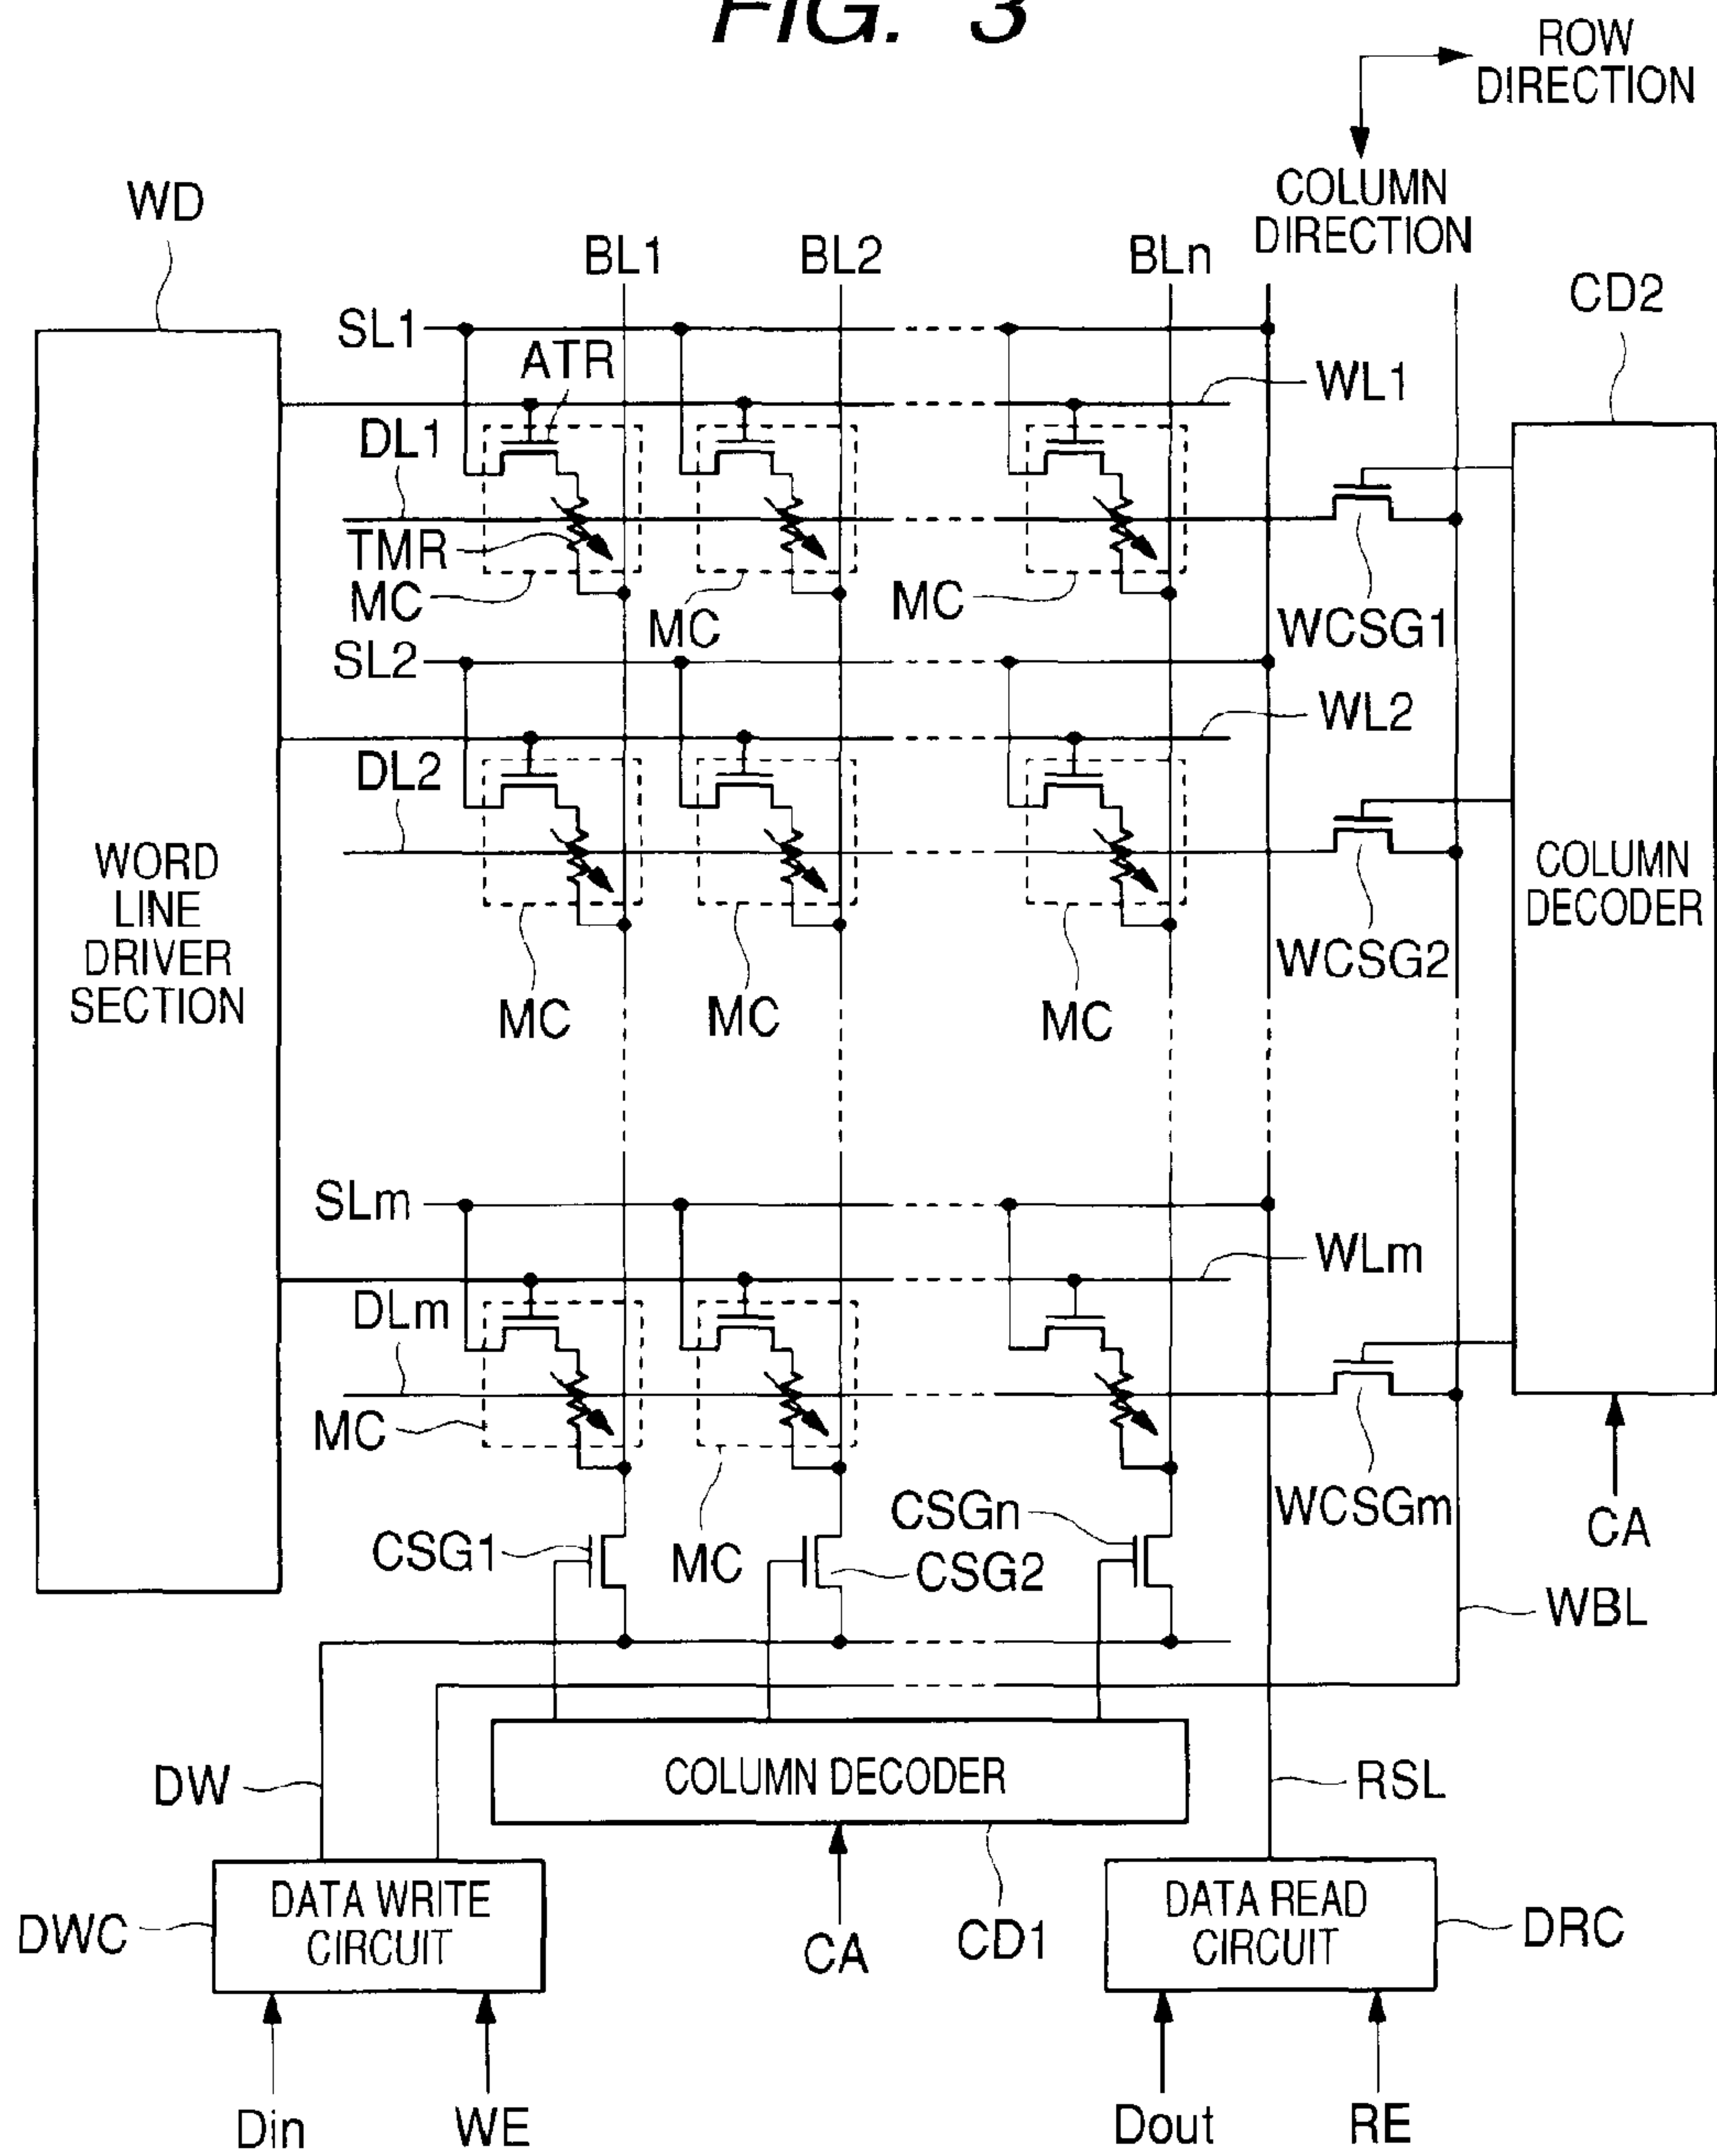 FIG. 3
ROW
DIRECTION
COLUMN
DIRECTION
WD
BL1
BL2
BLn
CD2
SL1
ATR
WL1
DL1
TMR
MC
MC
MC
WCSG1
SL2
WL2
DL2
WORD
LINE
DRIVER
SECTION
COLUMN
DECODER
WCSG2
MC
MC
MC
SLm
WLm
DLm
MC
WCSGm
CA
CSG1
MC
CSGn
CSG2
WBL
DW
COLUMN DECODER
RSL
DWC
DATA WRITE
CIRCUIT
CA
CD1
DATA READ
CIRCUIT
DRC
Din
WE
Dout
RE